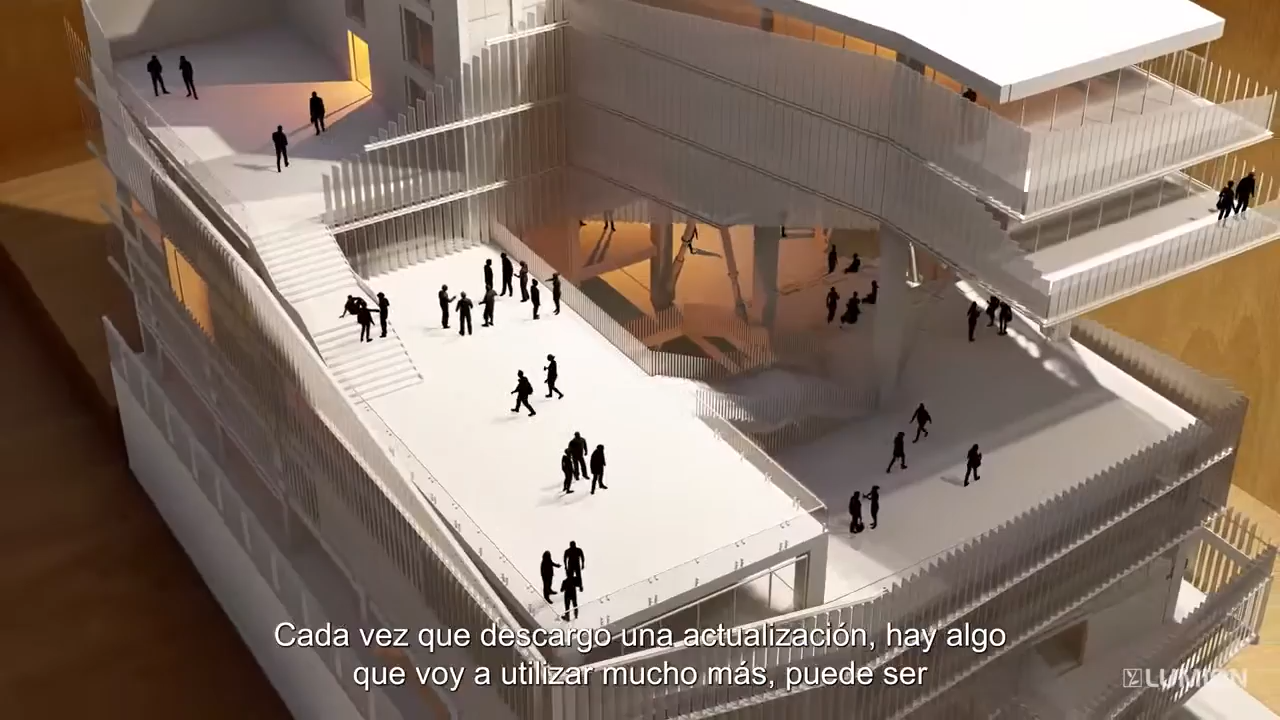 Cada vez que descargo una actualización, hay algo
que voy a utilizar mucho más, puede ser
LUMION